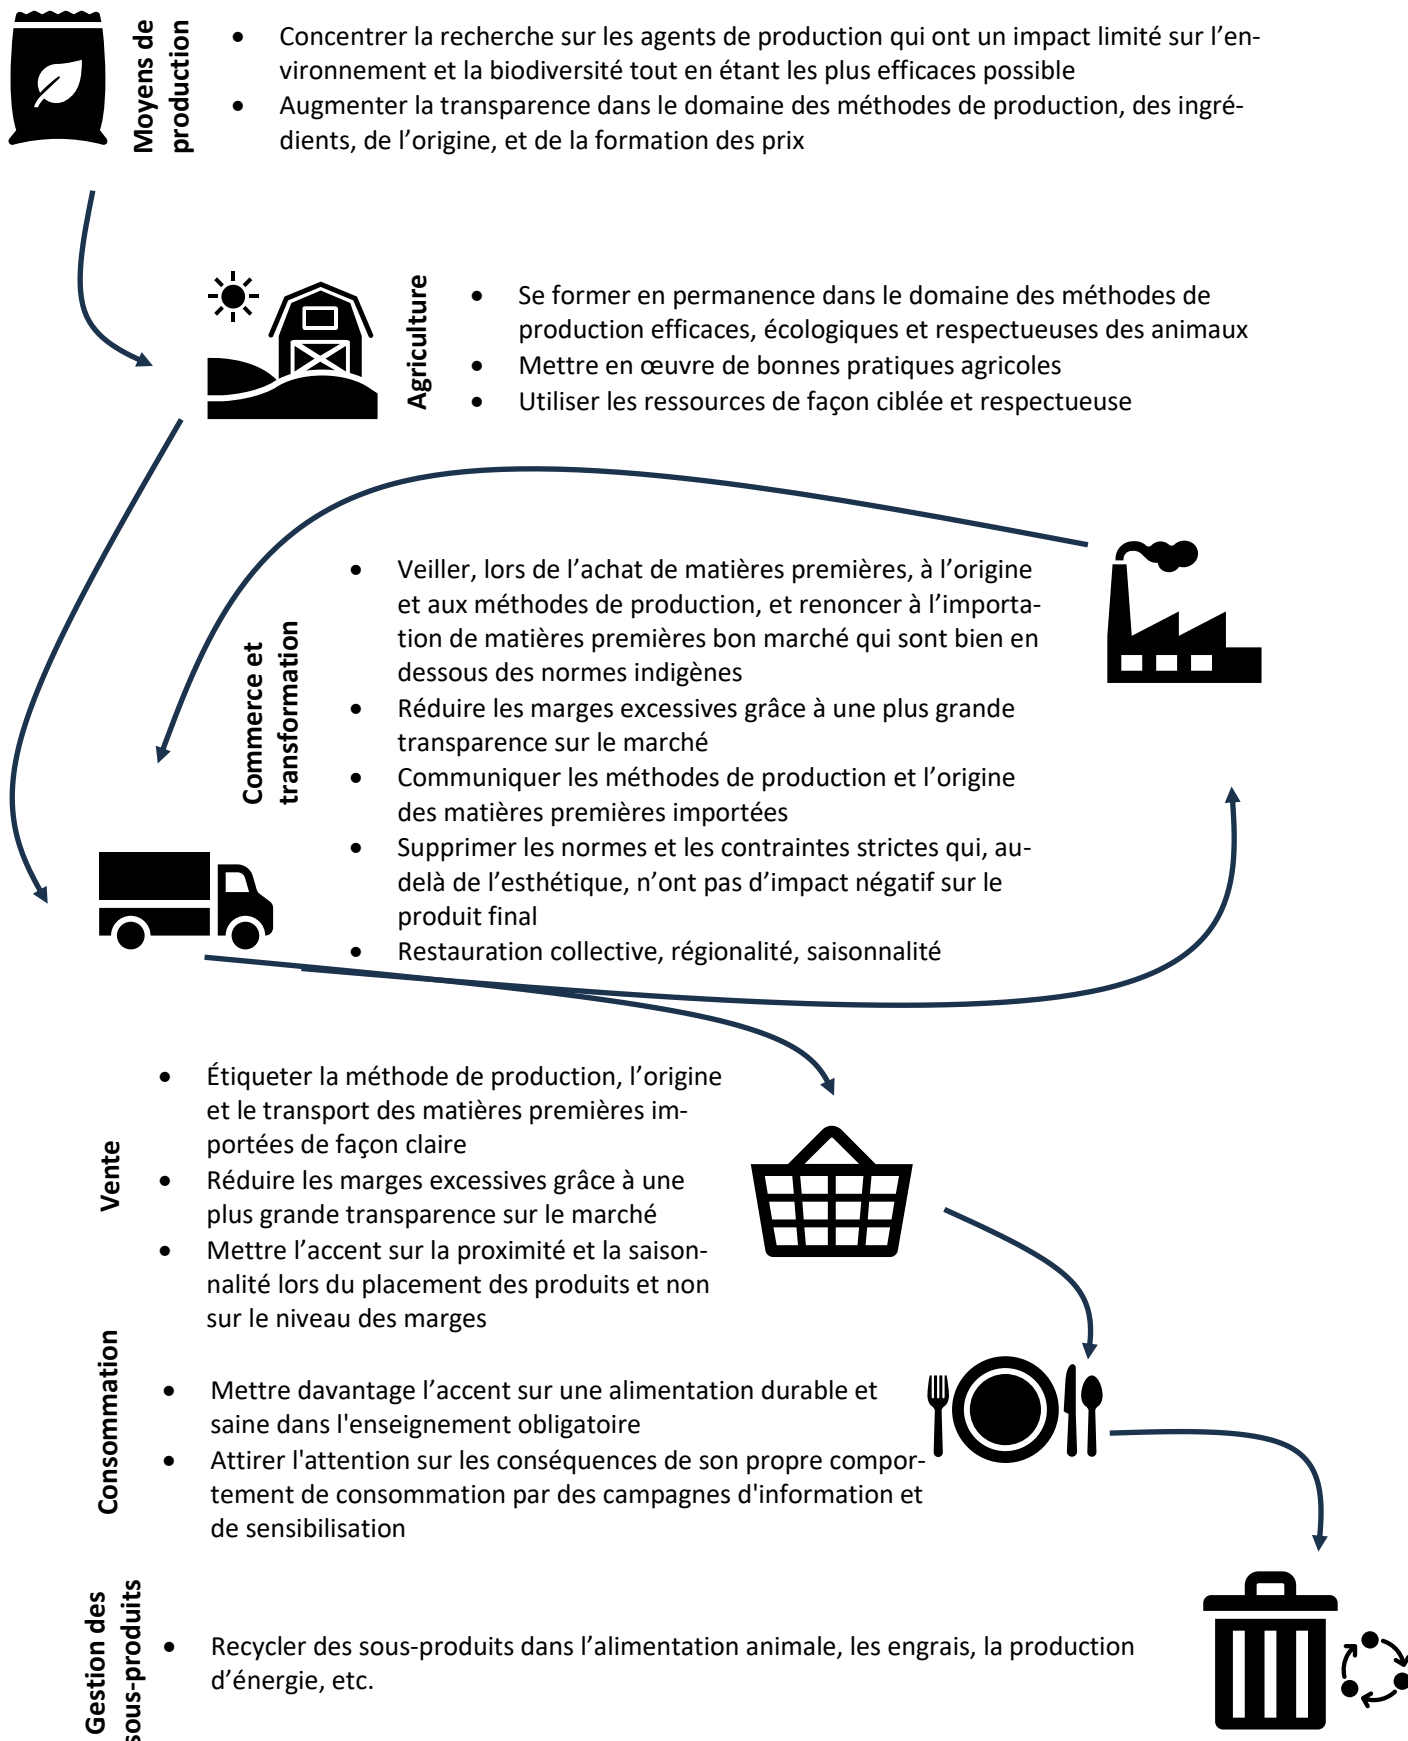 Moyens de
production
• Concentrer la recherche sur les agents de production qui ont un impact limité sur l’en-
vironnement et la biodiversité tout en étant les plus efficaces possible
• Augmenter la transparence dans le domaine des méthodes de production, des ingré-
dients, de l’origine, et de la formation des prix
Agriculture
• Se former en permanence dans le domaine des méthodes de
production efficaces, écologiques et respectueuses des animaux
• Mettre en œuvre de bonnes pratiques agricoles
• Utiliser les ressources de façon ciblée et respectueuse
Commerce et
transformation
• Veiller, lors de l’achat de matières premières, à l’origine
et aux méthodes de production, et renoncer à l’importa-
tion de matières premières bon marché qui sont bien en
dessous des normes indigènes
• Réduire les marges excessives grâce à une plus grande
transparence sur le marché
• Communiquer les méthodes de production et l’origine
des matières premières importées
• Supprimer les normes et les contraintes strictes qui, au-
delà de l’esthétique, n’ont pas d’impact négatif sur le
produit final
• Restauration collective, régionalité, saisonnalité
Vente
• Étiqueter la méthode de production, l’origine
et le transport des matières premières im-
portées de façon claire
• Réduire les marges excessives grâce à une
plus grande transparence sur le marché
• Mettre l’accent sur la proximité et la saison-
nalité lors du placement des produits et non
sur le niveau des marges
Consommation
• Mettre davantage l’accent sur une alimentation durable et
saine dans l'enseignement obligatoire
• Attirer l'attention sur les conséquences de son propre compor-
tement de consommation par des campagnes d'information et
de sensibilisation
Gestion des
sous-produits
• Recycler des sous-produits dans l’alimentation animale, les engrais, la production
d’énergie, etc.